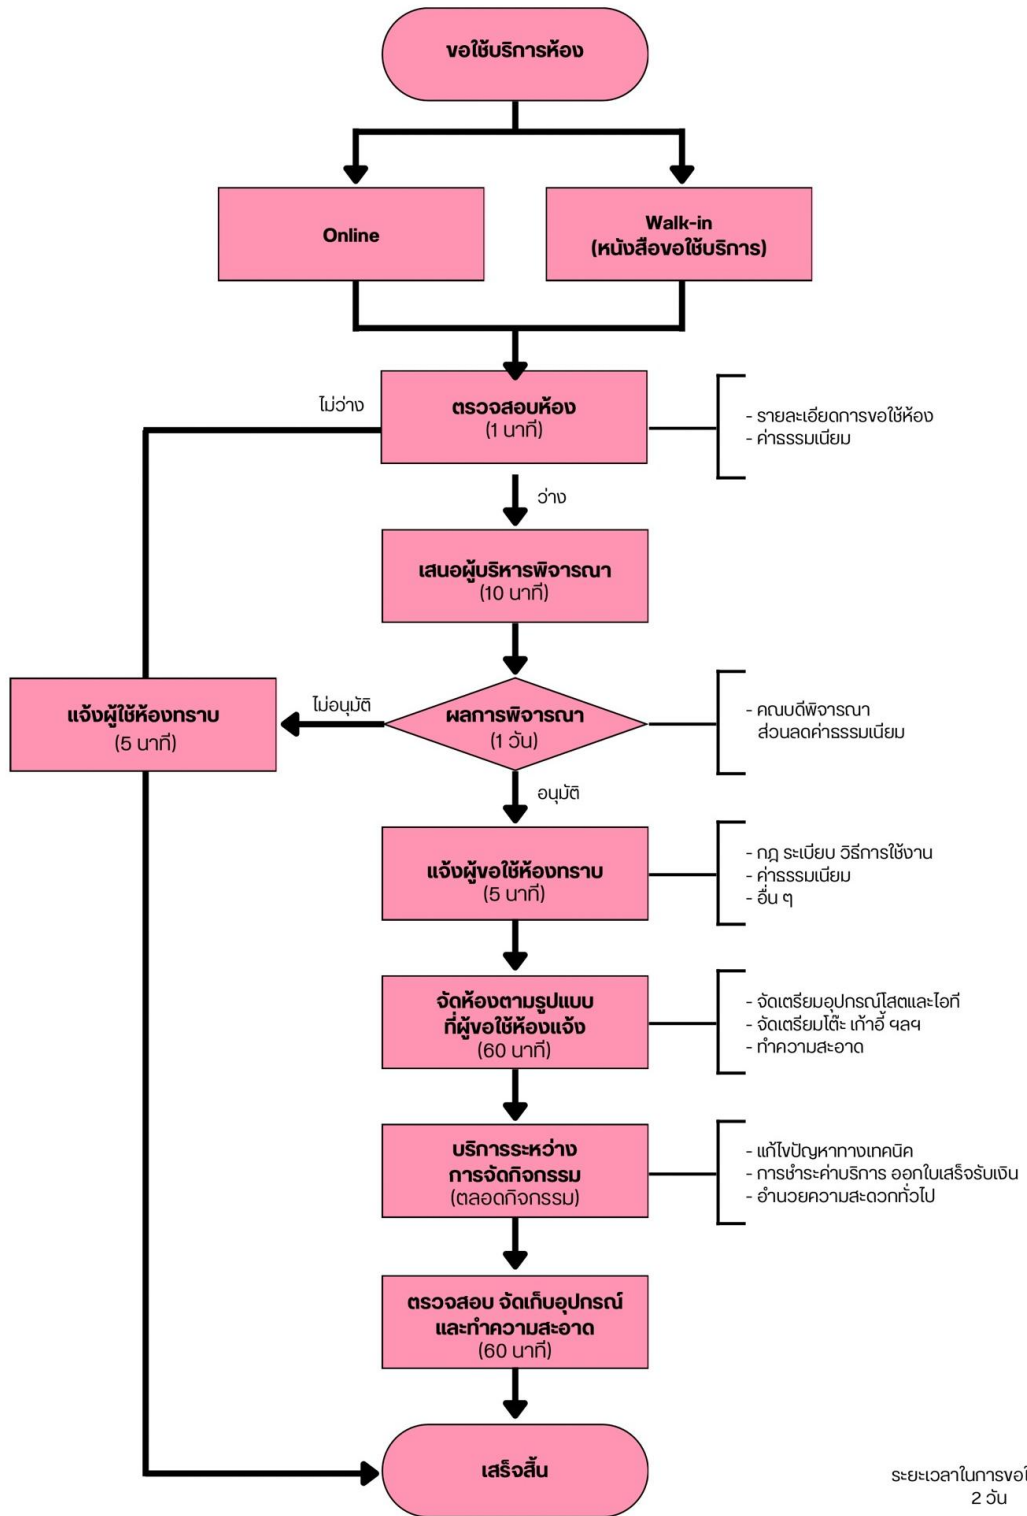 ขอใช้บริการห้อง
Online
Walk-in
(หนังสือขอใช้บริการ)
ไม่ว่าง
ตรวจสอบห้อง
(1 นาที)
- รายละเอียดการขอใช้ห้อง
- ค่าธรรมเนียม
ว่าง
เสนอผู้บริหารพิจารณา
(10 นาที)
แจ้งผู้ใช้ห้องทราบ
(5 นาที)
ไม่อนุมัติ
ผลการพิจารณา
(1 วัน)
- คณบดีพิจารณา
ส่วนลดค่าธรรมเนียม
อนุมัติ
แจ้งผู้ขอใช้ห้องทราบ
(5 นาที)
- กฎ ระเบียบ วิธีการใช้งาน
- ค่าธรรมเนียม
- อื่น ๆ
จัดห้องตามรูปแบบ
ที่ผู้ขอใช้ห้องแจ้ง
(60 นาที)
- จัดเตรียมอุปกรณ์โสตและไอที
- จัดเตรียมโต๊ะ เก้าอี้ ฯลฯ
- ทำความสะอาด
บริการระหว่าง
การจัดกิจกรรม
(ตลอดกิจกรรม)
- แก้ไขปัญหาทางเทคนิค
- การชำระค่าบริการ ออกใบเสร็จรับเงิน
- อำนวยความสะดวกทั่วไป
ตรวจสอบ จัดเก็บอุปกรณ์
และทำความสะอาด
(60 นาที)
เสร็จสิ้น
ระยะเวลาในการขอใ
2 วัน